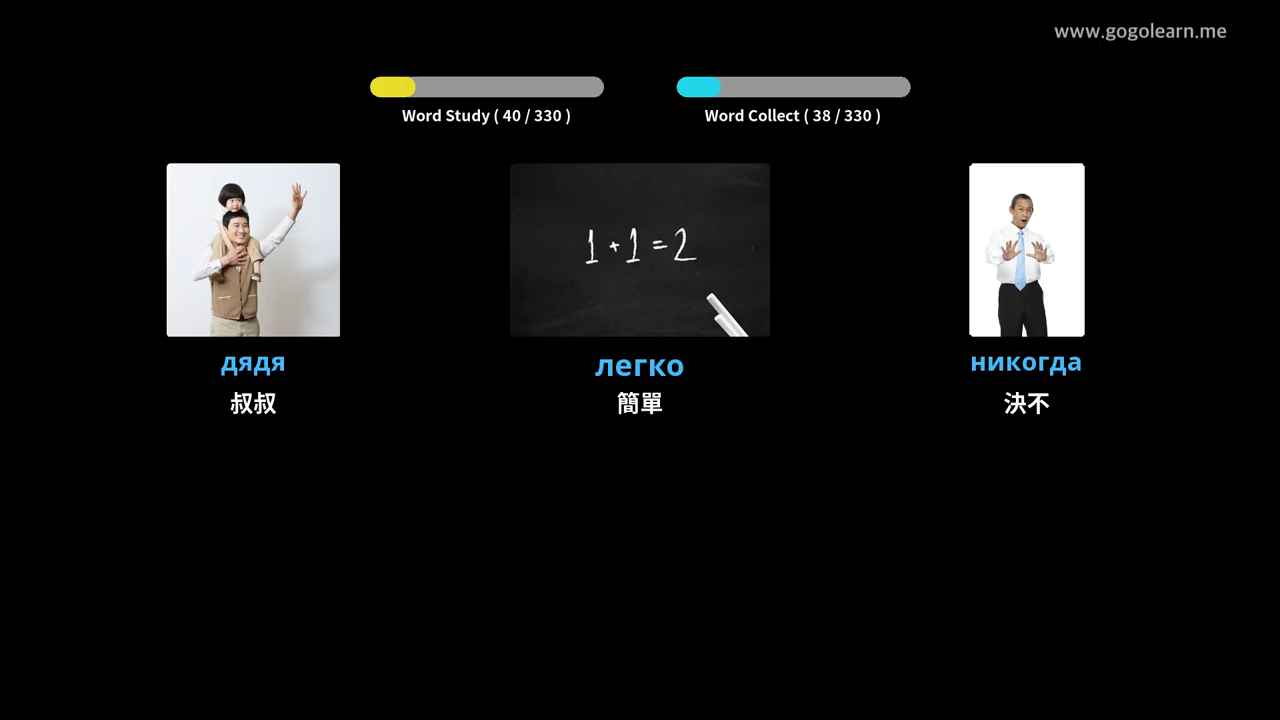 www.gogolearn.me
Word Study ( 40 / 330 )
Word Collect ( 38 / 330 )
1 + 1 = 2
дядя
легко
никогда
叔叔
簡單
決不